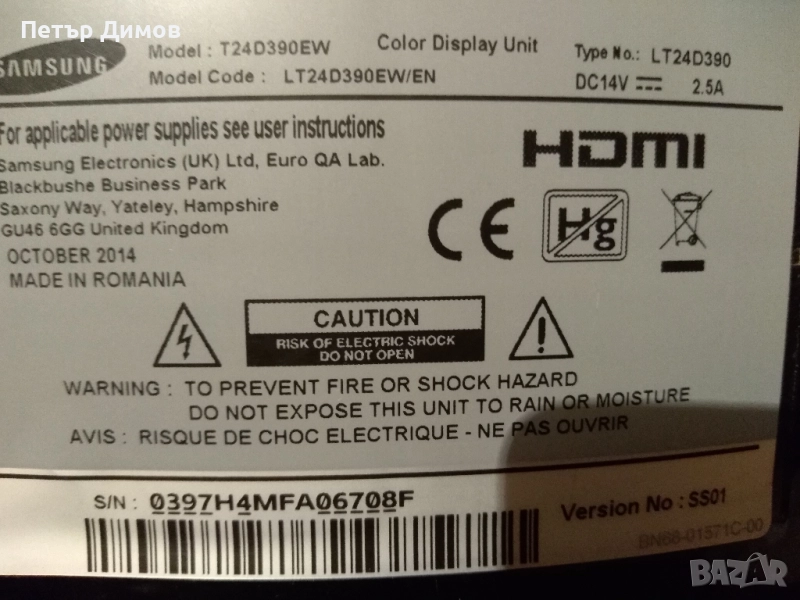 Петър Димов
SAMSUNG
Model : T24D390EW
Model Code : LT24D390EW/EN
Color Display Unit
Type No.: LT24D390
DC14V 2.5A
For applicable power supplies see user instructions
HDMI
Samsung Electronics (UK) Ltd, Euro QA Lab.
Blackbushe Business Park
Saxony Way, Yateley, Hampshire
GU46 6GG United Kingdom
OCTOBER 2014
MADE IN ROMANIA
CE
Hg
CAUTION
RISK OF ELECTRIC SHOCK
DO NOT OPEN
WARNING : TO PREVENT FIRE OR SHOCK HAZARD
DO NOT EXPOSE THIS UNIT TO RAIN OR MOISTURE
AVIS : RISQUE DE CHOC ELECTRIQUE - NE PAS OUVRIR
S/N : 0397H4MFA06708F
Version No : SS01
BN68-01571C-00
BAZAR